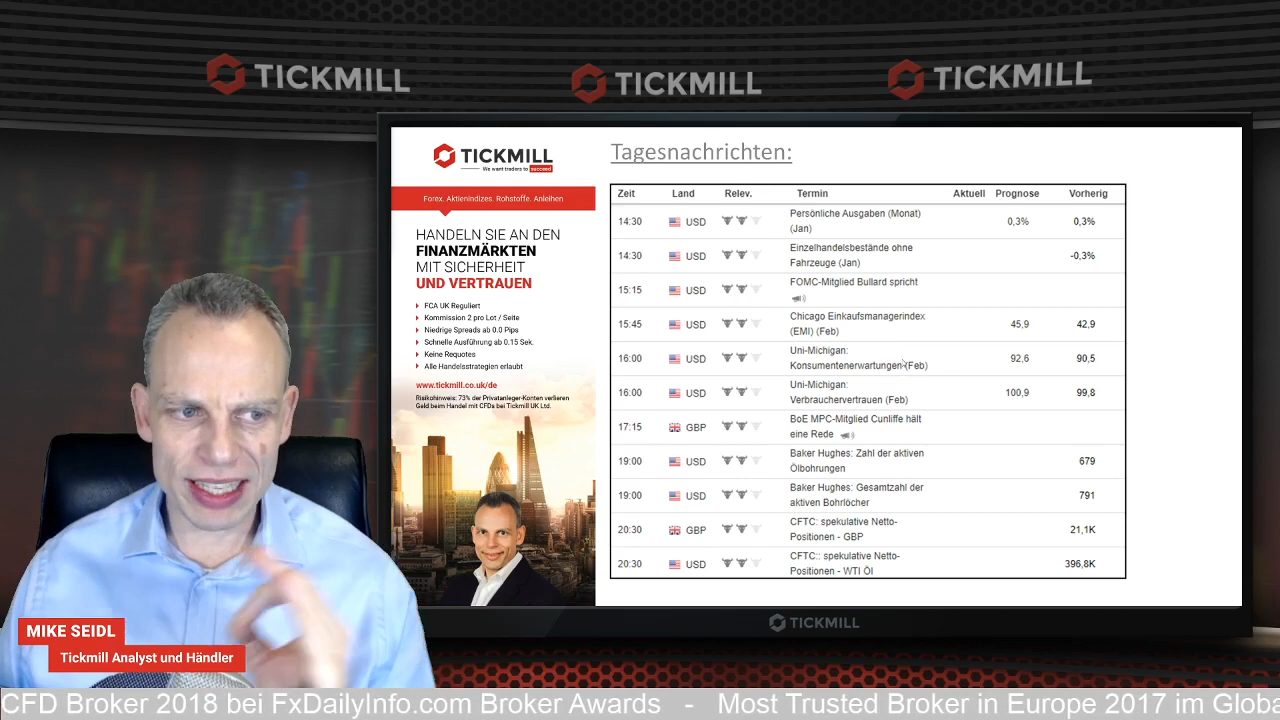 TICKMILL
TICKMILL
TICKMILL
TICKMILL
We want traders to succeed
Forex. Aktienindizes. Rohstoffe. Anleihen
HANDELN SIE AN DEN
FINANZMÄRKTEN
MIT SICHERHEIT
UND VERTRAUEN
FCA UK Reguliert
Kommission 2 pro Lot / Seite
Niedrige Spreads ab 0.0 Pips
Schnelle Ausführung ab 0.15 Sek.
Keine Requotes
Alle Handelsstrategien erlaubt
www.tickmill.co.uk/de
Risikohinweis: 73% der Privatanleger-Konten verlieren
Geld beim Handel mit CFDs bei Tickmill UK Ltd.
Tagesnachrichten:
Zeit Land Relev. Termin Aktuell Prognose Vorherig
14:30 USD Persönliche Ausgaben (Monat) (Jan) 0,3% 0,3%
14:30 USD Einzelhandelsbestände ohne Fahrzeuge (Jan) -0,3%
15:15 USD FOMC-Mitglied Bullard spricht
15:45 USD Chicago Einkaufsmanagerindex (EMI) (Feb) 45,9 42,9
16:00 USD Uni-Michigan: Konsumentenerwartungen (Feb) 92,6 90,5
16:00 USD Uni-Michigan: Verbrauchervertrauen (Feb) 100,9 99,8
17:15 GBP BoE MPC-Mitglied Cunliffe hält eine Rede
19:00 USD Baker Hughes: Zahl der aktiven Ölbohrungen 679
19:00 USD Baker Hughes: Gesamtzahl der aktiven Bohrlöcher 791
20:30 GBP CFTC: spekulative Netto-Positionen - GBP 21,1K
20:30 USD CFTC:: spekulative Netto-Positionen - WTI Öl 396,8K
TICKMILL
MIKE SEIDL
Tickmill Analyst und Händler
CFD Broker 2018 bei FxDailyInfo.com Broker Awards - Most Trusted Broker in Europe 2017 im Globa